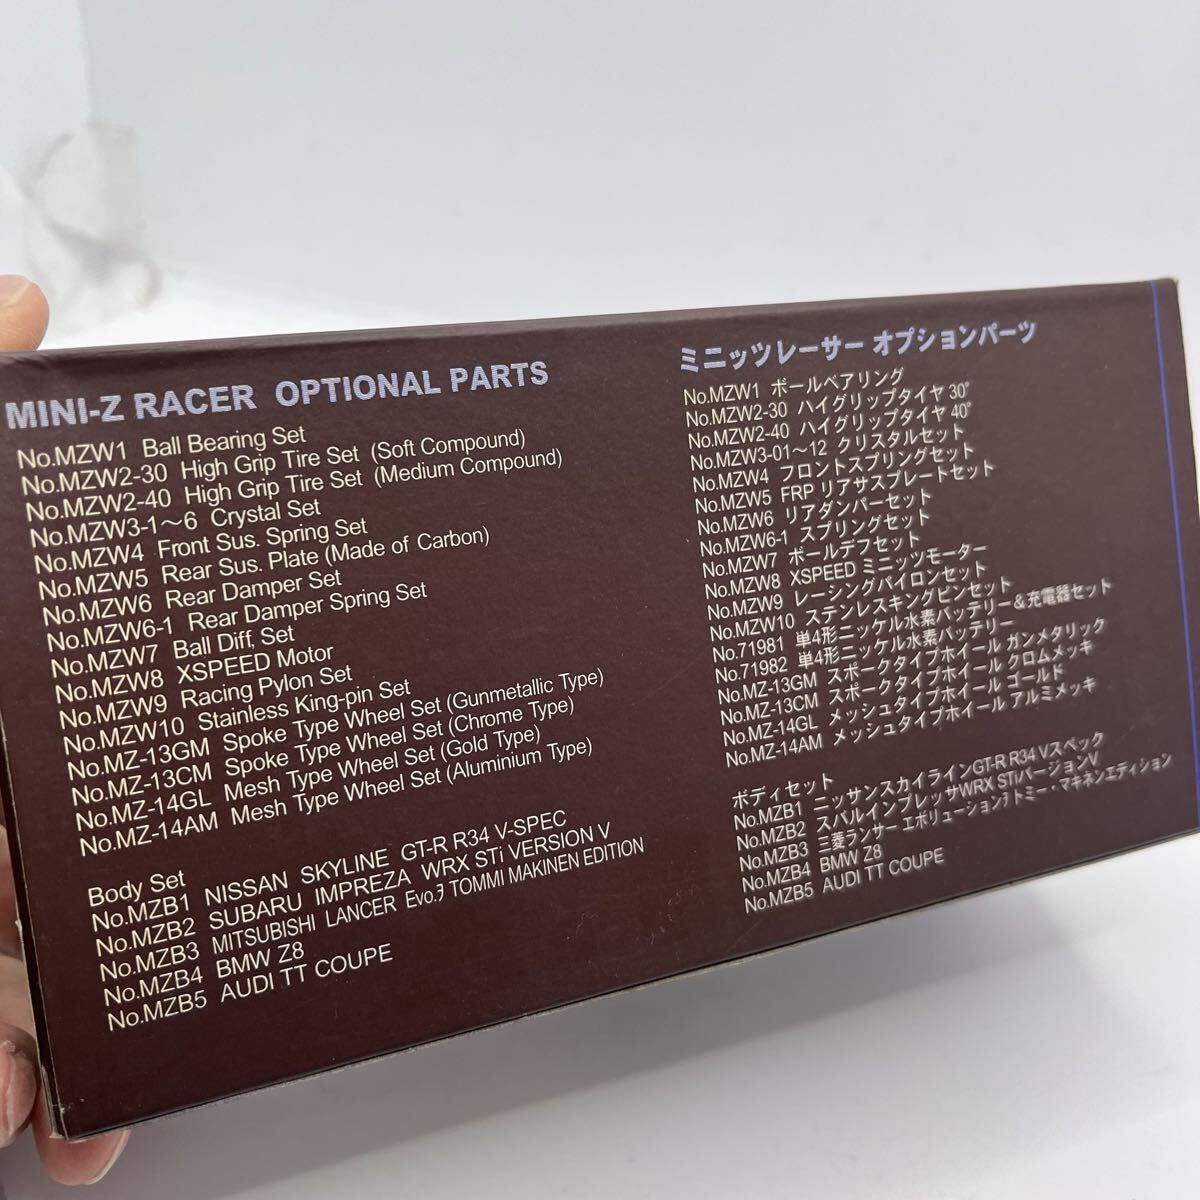 MINI-Z RACER OPTIONAL PARTS
No.MZW1 Ball Bearing Set
No.MZW2-30 High Grip Tire Set (Soft Compound)
No.MZW2-40 High Grip Tire Set (Medium Compound)
No.MZW3-1～6 Crystal Set
No.MZW4 Front Sus. Spring Set
No.MZW5 Rear Sus. Plate (Made of Carbon)
No.MZW6 Rear Damper Set
No.MZW6-1 Rear Damper Spring Set
No.MZW7 Ball Diff, Set
No.MZW8 XSPEED Motor
No.MZW9 Racing Pylon Set
No.MZW10 Stainless King-pin Set
No.MZ-13GM Spoke Type Wheel Set (Gunmetallic Type)
No.MZ-13CM Spoke Type Wheel Set (Chrome Type)
No.MZ-14GL Mesh Type Wheel Set (Gold Type)
No.MZ-14AM Mesh Type Wheel Set (Aluminium Type)
Body Set
No.MZB1 NISSAN SKYLINE GT-R R34 V-SPEC
No.MZB2 SUBARU IMPREZA WRX STi VERSION V
No.MZB3 MITSUBISHI LANCER Evo.7 TOMMI MAKINEN EDITION
No.MZB4 BMW Z8
No.MZB5 AUDI TT COUPE
ミニッツレーサー オプションパーツ
No.MZW1 ボールベアリング
No.MZW2-30 ハイグリップタイヤ 30°
No.MZW2-40 ハイグリップタイヤ 40°
No.MZW3-01～12 クリスタルセット
No.MZW4 フロントスプリングセット
No.MZW5 FRP リアサスプレートセット
No.MZW6 リアダンパーセット
No.MZW6-1 スプリングセット
No.MZW7 ボールデフセット
No.MZW8 XSPEED ミニッツモーター
No.MZW9 レーシングパイロンセット
No.MZW10 ステンレスキングピンセット
No.71981 単4形ニッケル水素バッテリー&充電器セット
No.71982 単4形ニッケル水素バッテリー
No.MZ-13GM スポークタイプホイール ガンメタリック
No.MZ-13CM スポークタイプホイール クロムメッキ
No.MZ-14GL メッシュタイプホイール ゴールド
No.MZ-14AM メッシュタイプホイール アルミメッキ
ボディセット
No.MZB1 ニッサンスカイラインGT-R R34 Vスペック
No.MZB2 スバルインプレッサWRX STiバージョンV
No.MZB3 三菱ランサー エボリューション7トミー・マキネンエディション
No.MZB4 BMW Z8
No.MZB5 AUDI TT COUPE